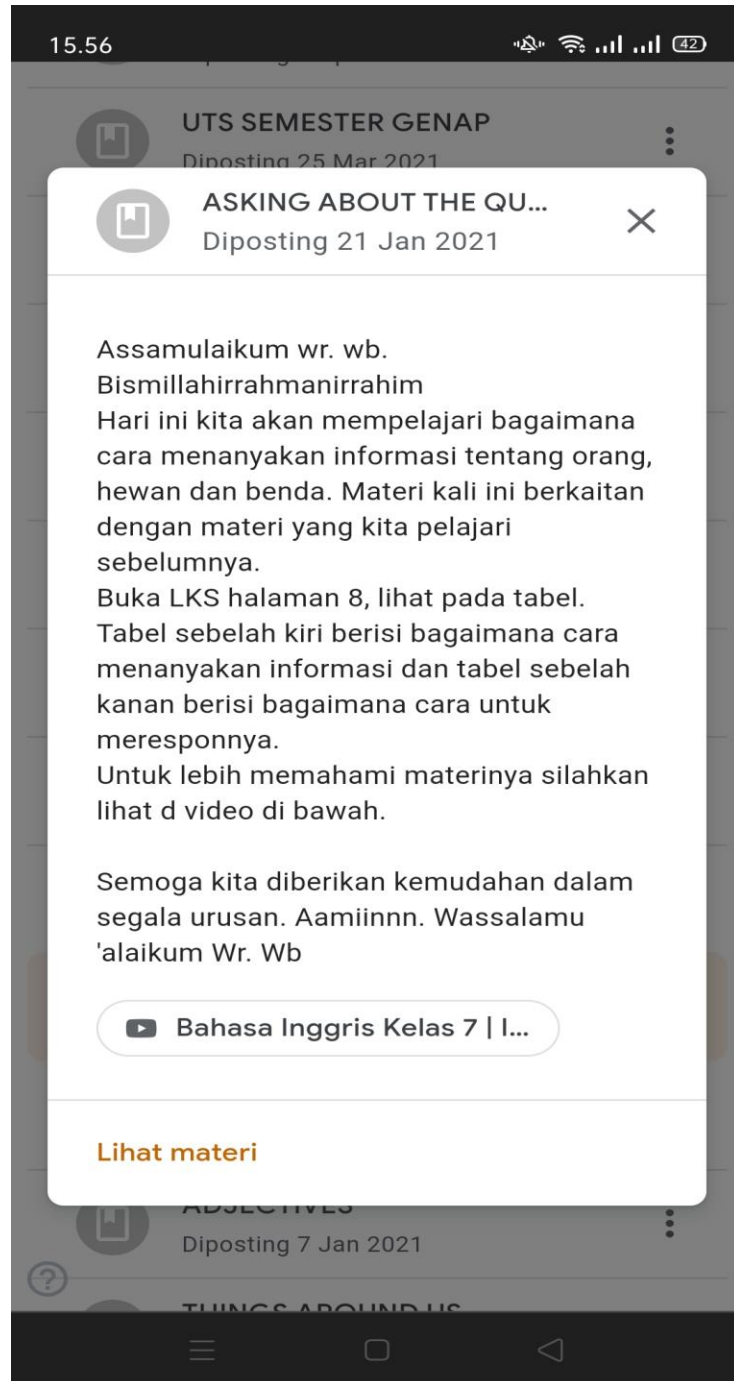 15.56
42
UTS SEMESTER GENAP
Diposting 25 Mar 2021
ASKING ABOUT THE QU...
Diposting 21 Jan 2021
Assamulaikum wr. wb.
Bismillahirrahmanirrahim
Hari ini kita akan mempelajari bagaimana
cara menanyakan informasi tentang orang,
hewan dan benda. Materi kali ini berkaitan
dengan materi yang kita pelajari
sebelumnya.
Buka LKS halaman 8, lihat pada tabel.
Tabel sebelah kiri berisi bagaimana cara
menanyakan informasi dan tabel sebelah
kanan berisi bagaimana cara untuk
meresponnya.
Untuk lebih memahami materinya silahkan
lihat d video di bawah.
Semoga kita diberikan kemudahan dalam
segala urusan. Aamiinnn. Wassalamu
'alaikum Wr. Wb
Bahasa Inggris Kelas 7 | I...
Lihat materi
ADJECTIVES
Diposting 7 Jan 2021
THINGS AROUND US